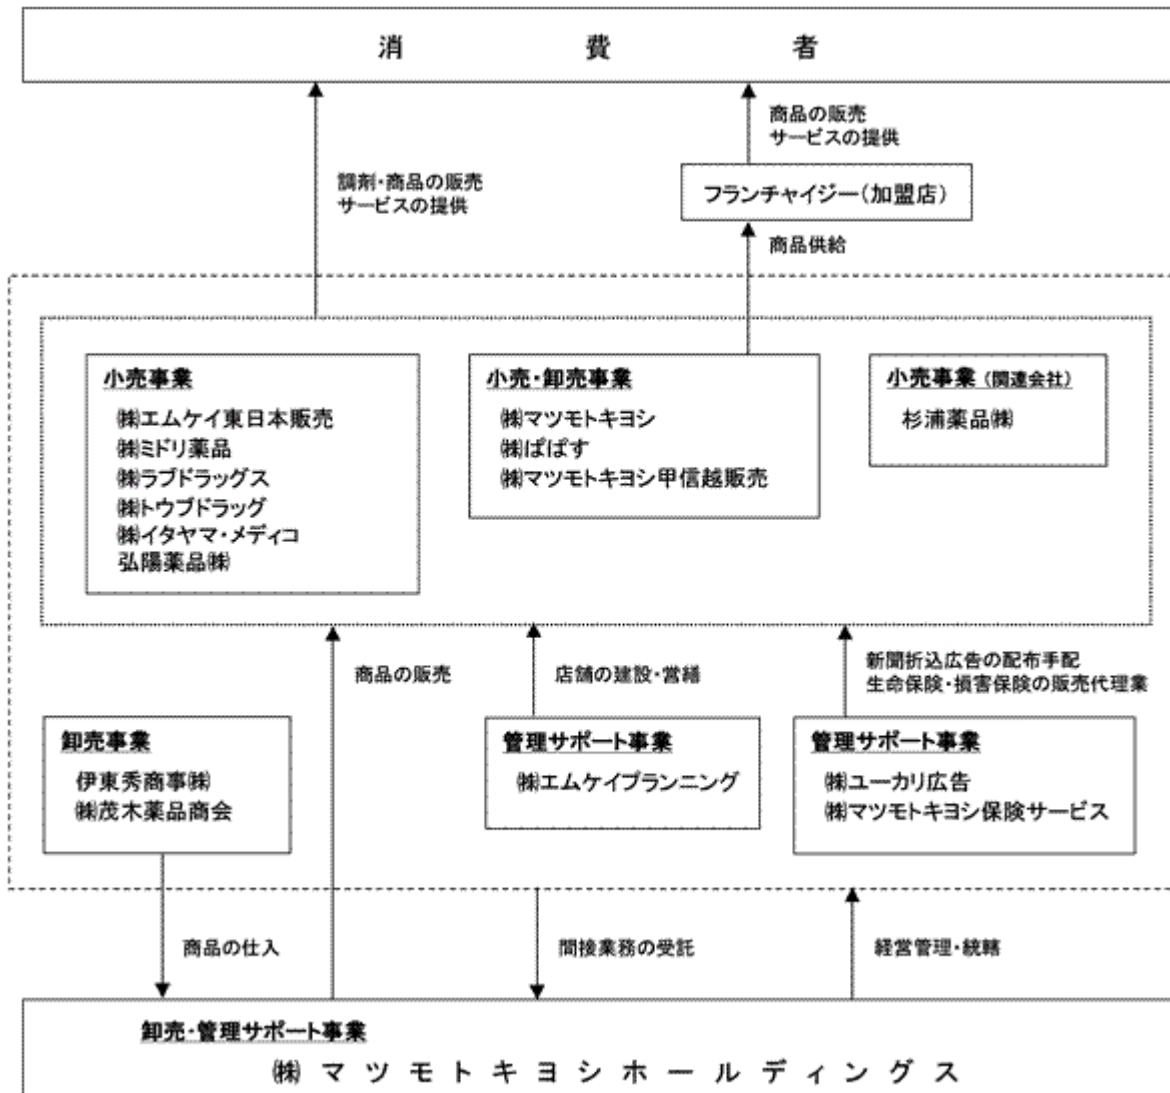 消費者
商品の販売
サービスの提供
調剤・商品の販売
サービスの提供
フランチャイジー(加盟店)
商品供給
小売事業
㈱エムケイ東日本販売
㈱ミドリ薬品
㈱ラブドラッグス
㈱トウブドラッグ
㈱イタヤマ・メディコ
弘陽薬品㈱
小売・卸売事業
㈱マツモトキヨシ
㈱ぱぱす
㈱マツモトキヨシ甲信越販売
小売事業(関連会社)
杉浦薬品㈱
商品の販売
店舗の建設・営繕
新聞折込広告の配布手配
生命保険・損害保険の販売代理業
卸売事業
伊東秀商事㈱
㈱茂木薬品商会
管理サポート事業
㈱エムケイプランニング
管理サポート事業
㈱ユーカリ広告
㈱マツモトキヨシ保険サービス
商品の仕入
間接業務の受託
経営管理・統轄
卸売・管理サポート事業
㈱マツモトキヨシホールディングス